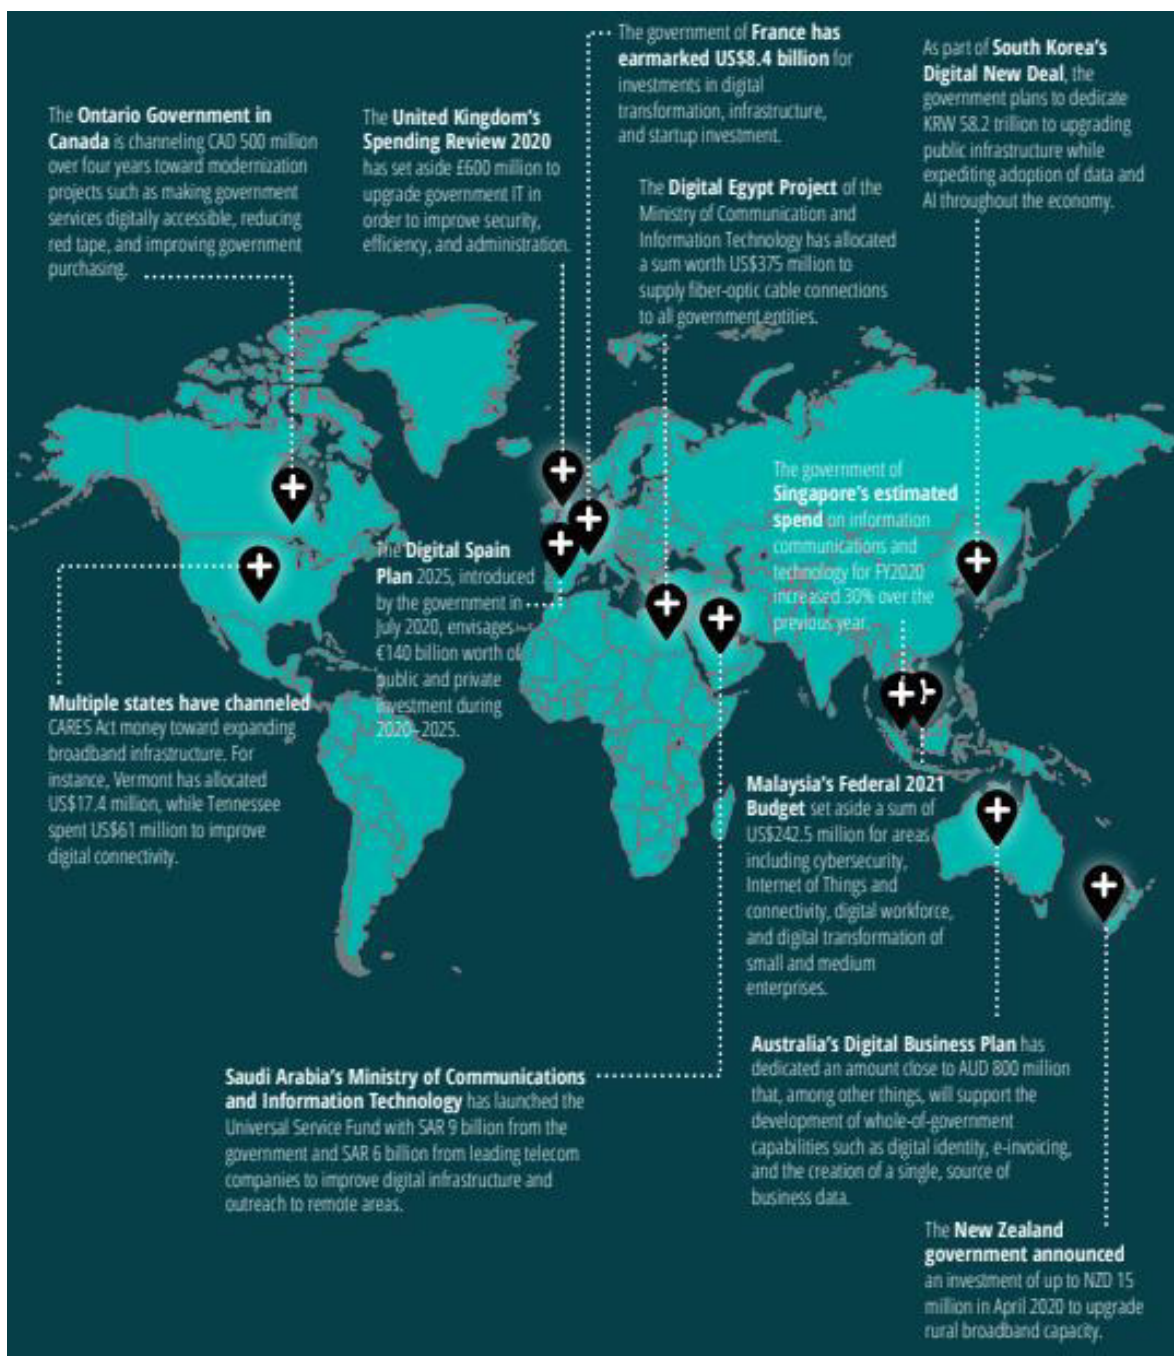 The Ontario Government in
Canada is channeling CAD 500 million
over four years toward modernization
projects such as making government
services digitally accessible, reducing
red tape, and improving government
purchasing.
The United Kingdom's
Spending Review 2020
has set aside £600 million to
upgrade government IT in
order to improve security,
efficiency, and administration.
The government of France has
earmarked US$8.4 billion for
investments in digital
transformation, infrastructure,
and startup investment.
The Digital Egypt Project of the
Ministry of Communication and
Information Technology has allocated
a sum worth US$375 million to
supply fiber-optic cable connections
to all government entities.
As part of South Korea's
Digital New Deal, the
government plans to dedicate
KRW 58.2 trillion to upgrading
public infrastructure while
expediting adoption of data and
AI throughout the economy.
The government of
Singapore's estimated
spend on information
communications and
technology for FY2020
increased 30% over the
previous year.
The Digital Spain
Plan 2025, introduced
by the government in
July 2020, envisages
€140 billion worth of
public and private
investment during
2020–2025.
Multiple states have channeled
CARES Act money toward expanding
broadband infrastructure. For
instance, Vermont has allocated
US$17.4 million, while Tennessee
spent US$61 million to improve
digital connectivity.
Malaysia's Federal 2021
Budget set aside a sum of
US$242.5 million for areas
including cybersecurity,
Internet of Things and
connectivity, digital workforce,
and digital transformation of
small and medium
enterprises.
Saudi Arabia's Ministry of Communications
and Information Technology has launched the
Universal Service Fund with SAR 9 billion from the
government and SAR 6 billion from leading telecom
companies to improve digital infrastructure and
outreach to remote areas.
Australia's Digital Business Plan has
dedicated an amount close to AUD 800 million
that, among other things, will support the
development of whole-of-government
capabilities such as digital identity, e-invoicing,
and the creation of a single, source of
business data.
The New Zealand
government announced
an investment of up to NZD 15
million in April 2020 to upgrade
rural broadband capacity.